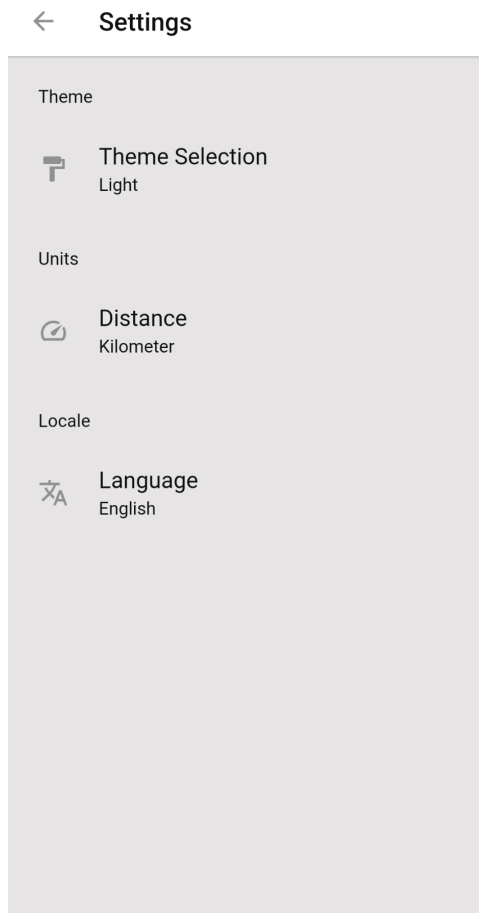 Settings
Theme
Theme Selection
Light
Units
Distance
Kilometer
Locale
Language
English